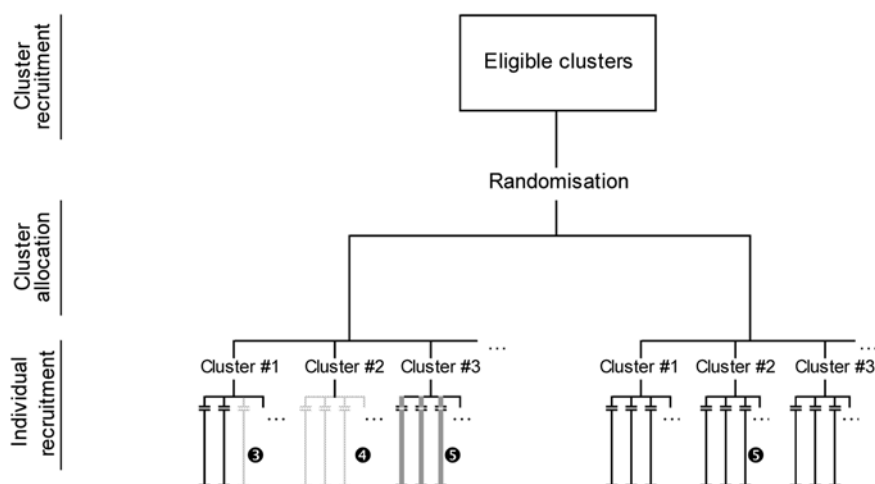 Cluster
recruitment
Eligible clusters
Randomisation
Cluster
allocation
Individual
recruitment
...
...
Cluster #1 Cluster #2 Cluster #3
Cluster #1 Cluster #2 Cluster #3
... ... ...
... ... ...
❸ ❹ ❺
❺